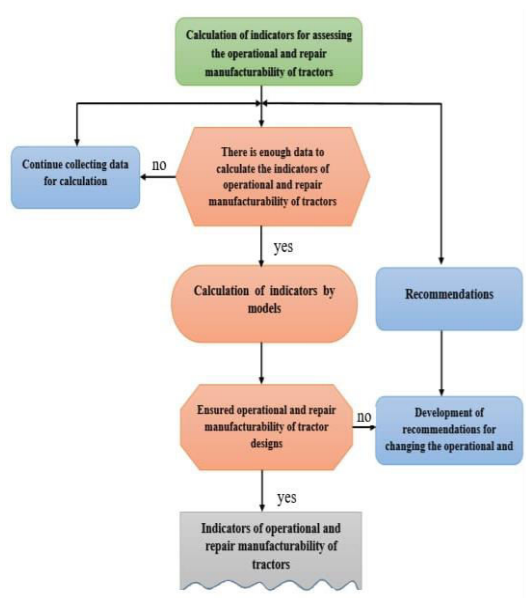 Calculation of indicators for assessing
the operational and repair
manufacturability of tractors
There is enough data to
calculate the indicators of
operational and repair
manufacturability of tractors
no
Continue collecting data
for calculation
yes
Calculation of indicators by
models
Recommendations
Ensured operational and repair
manufacturability of tractor
designs
no
Development of
recommendations for
changing the operational and
yes
Indicators of operational and
repair manufacturability of
tractors